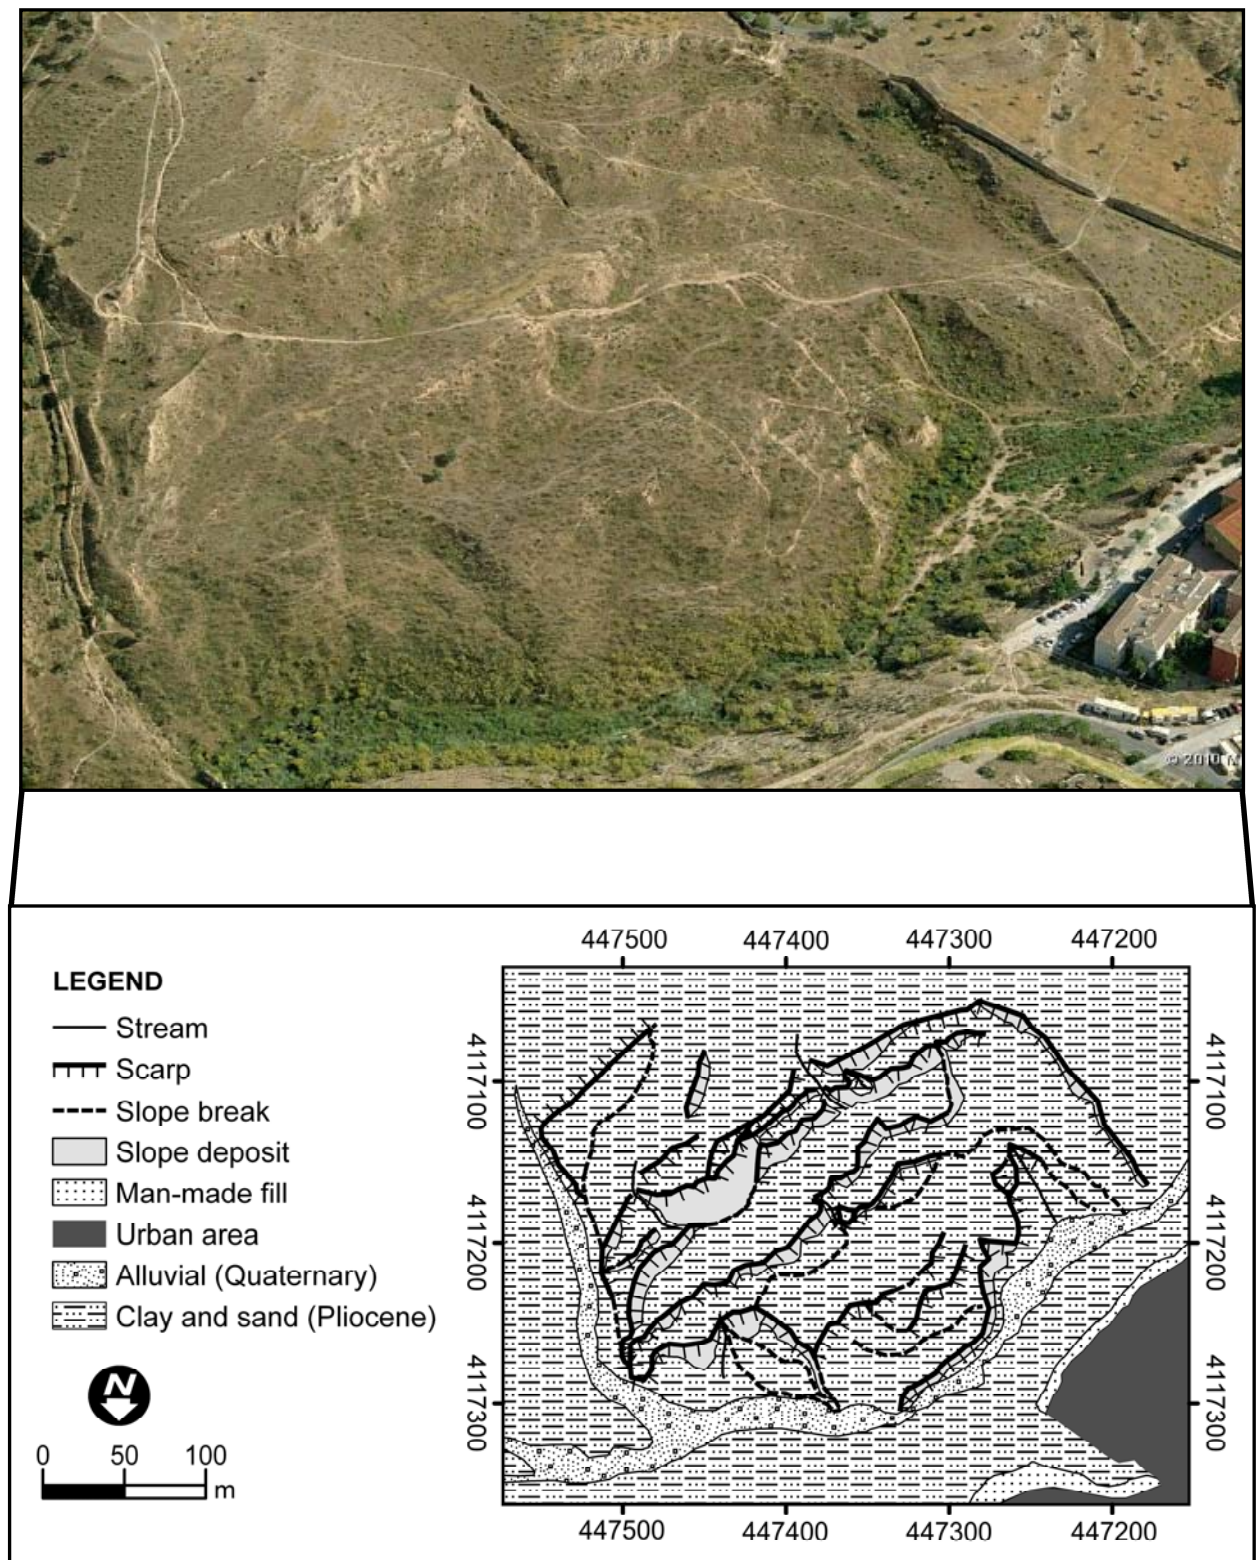 © 2010
447500 447400 447300 447200
LEGEND
Stream
Scarp
Slope break
Slope deposit
Man-made fill
Urban area
Alluvial (Quaternary)
Clay and sand (Pliocene)
N
0 50 100
m
4117100
4117200
4117300
4117100
4117200
4117300
447500 447400 447300 447200